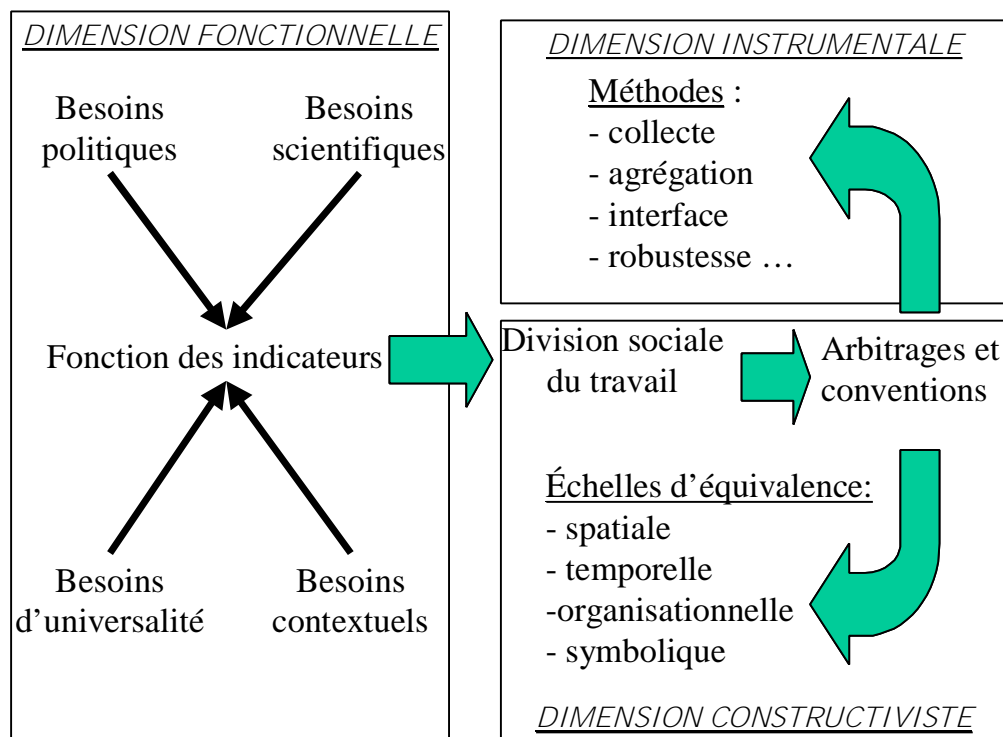 DIMENSION FONCTIONNELLE
Besoins
politiques
Besoins
scientifiques
Fonction des indicateurs
Besoins
d’universalité
Besoins
contextuels
DIMENSION INSTRUMENTALE
Méthodes :
- collecte
- agrégation
- interface
- robustesse …
Division sociale
du travail
Arbitrages et
conventions
Échelles d’équivalence:
- spatiale
- temporelle
-organisationnelle
- symbolique
DIMENSION CONSTRUCTIVISTE